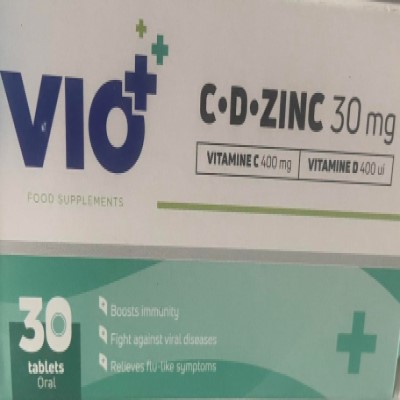 VIO+
FOOD SUPPLEMENTS
C•D•ZINC 30 mg
VITAMINE C 400 mg
VITAMINE D 400 ui
30
tablets
Oral
Boosts immunity
Fight against viral diseases
Relieves flu-like symptoms